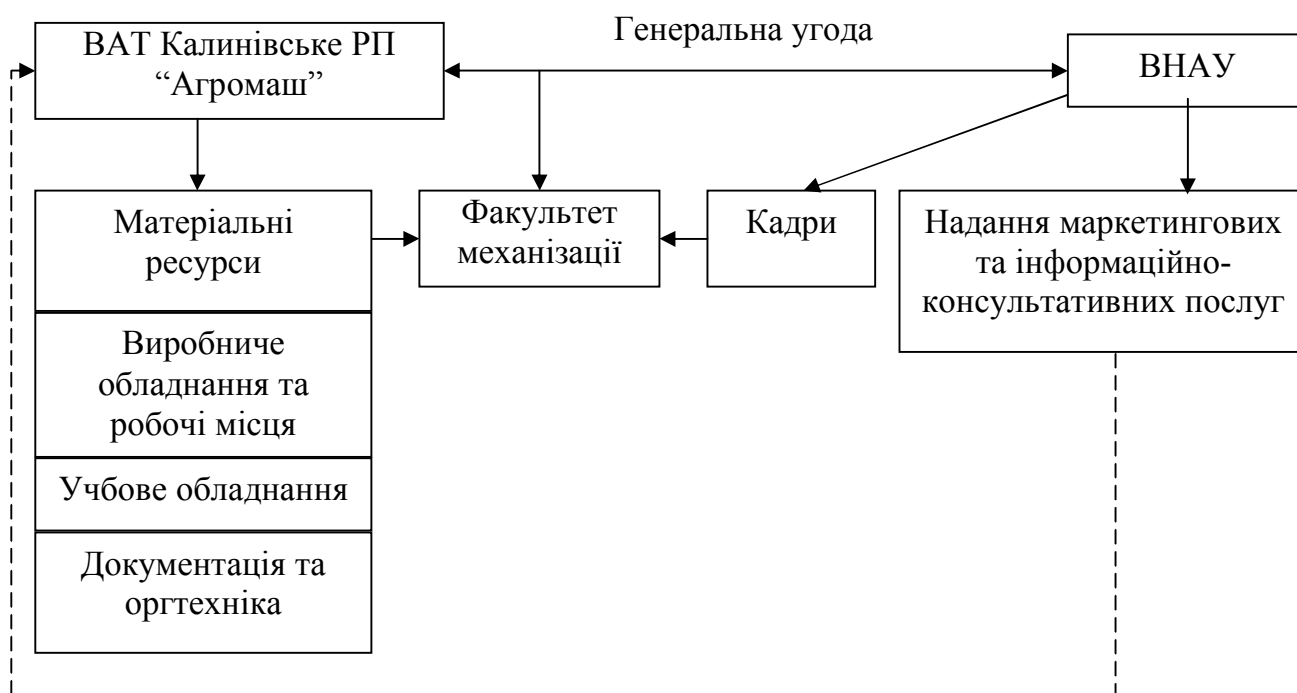 ВАТ Калинівське РП
“Агромаш”
Генеральна угода
ВНАУ
Матеріальні
ресурси
Факультет
механізації
Кадри
Надання маркетингових
та інформаційно-
консультативних послуг
Виробниче
обладнання та
робочі місця
Учбове обладнання
Документація та
оргтехніка